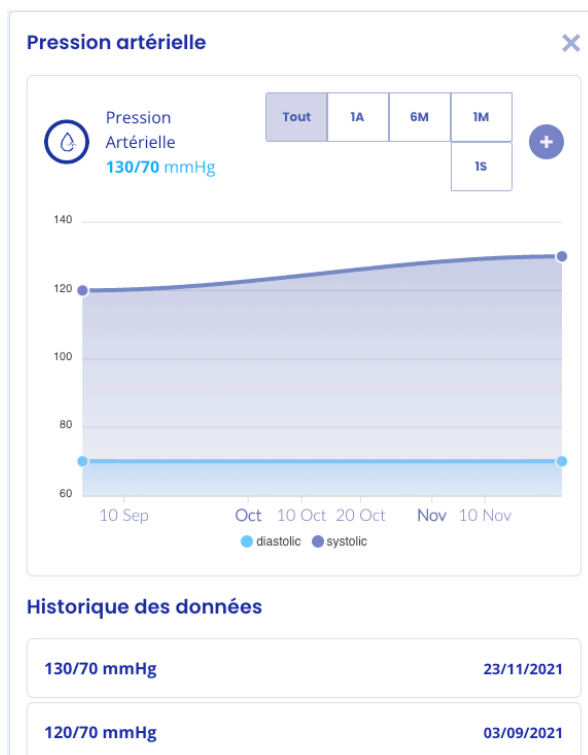 Pression artérielle
Pression
Artérielle
130/70 mmHg
Tout 1A 6M 1M
1S
140
120
100
80
60
10 Sep Oct 10 Oct 20 Oct Nov 10 Nov
diastolic systolic
Historique des données
130/70 mmHg 23/11/2021
120/70 mmHg 03/09/2021